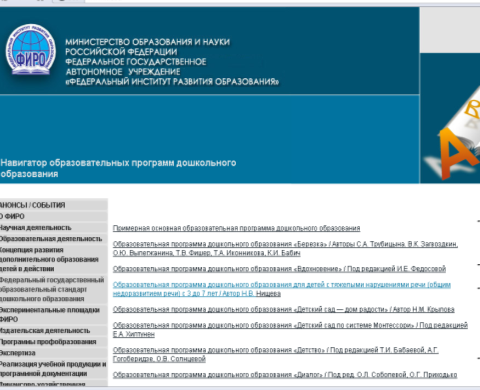 ФИРО
МИНИСТЕРСТВО ОБРАЗОВАНИЯ И НАУКИ
РОССИЙСКОЙ ФЕДЕРАЦИИ
ФЕДЕРАЛЬНОЕ ГОСУДАРСТВЕННОЕ
АВТОНОМНОЕ УЧРЕЖДЕНИЕ
«ФЕДЕРАЛЬНЫЙ ИНСТИТУТ РАЗВИТИЯ ОБРАЗОВАНИЯ»
Навигатор образовательных программ дошкольного
образования
АНОНСЫ / СОБЫТИЯ
О ФИРО
Научная деятельность
Образовательная деятельность
Концепция развития
дополнительного образования
детей в действии
Федеральный государственный
образовательный стандарт
дошкольного образования
Экспериментальные площадки
ФИРО
Издательская деятельность
Программы профобразования
Экспертиза
Реализация учебной продукции и
программной документации
Финансово-хозяйственная
Примерная основная образовательная программа дошкольного образования
Образовательная программа дошкольного образования «Березка» / Авторы С.А. Трубицына, В.К. Загвоздкин,
О.Ю. Вылегжанина, Т.В. Фишер, Т.А. Иконникова, К.И. Бабич
Образовательная программа дошкольного образования «Вдохновение» / Под редакцией И.Е. Федосовой
Образовательная программа дошкольного образования для детей с тяжелыми нарушениями речи (общим
недоразвитием речи) с 3 до 7 лет / Автор Н.В. Нищева
Образовательная программа дошкольного образования «Детский сад — дом радости» / Автор Н.М. Крылова
Образовательная программа дошкольного образования «Детский сад по системе Монтессори» / Под редакцией
Е.А. Хилтунен
Образовательная программа дошкольного образования «Детство» / Под редакцией Т.И. Бабаевой, А.Г.
Гогоберидзе, О.В. Солнцевой
Образовательная программа дошкольного образования «Диалог» / Под ред. О.Л. Соболевой, О.Г. Приходько